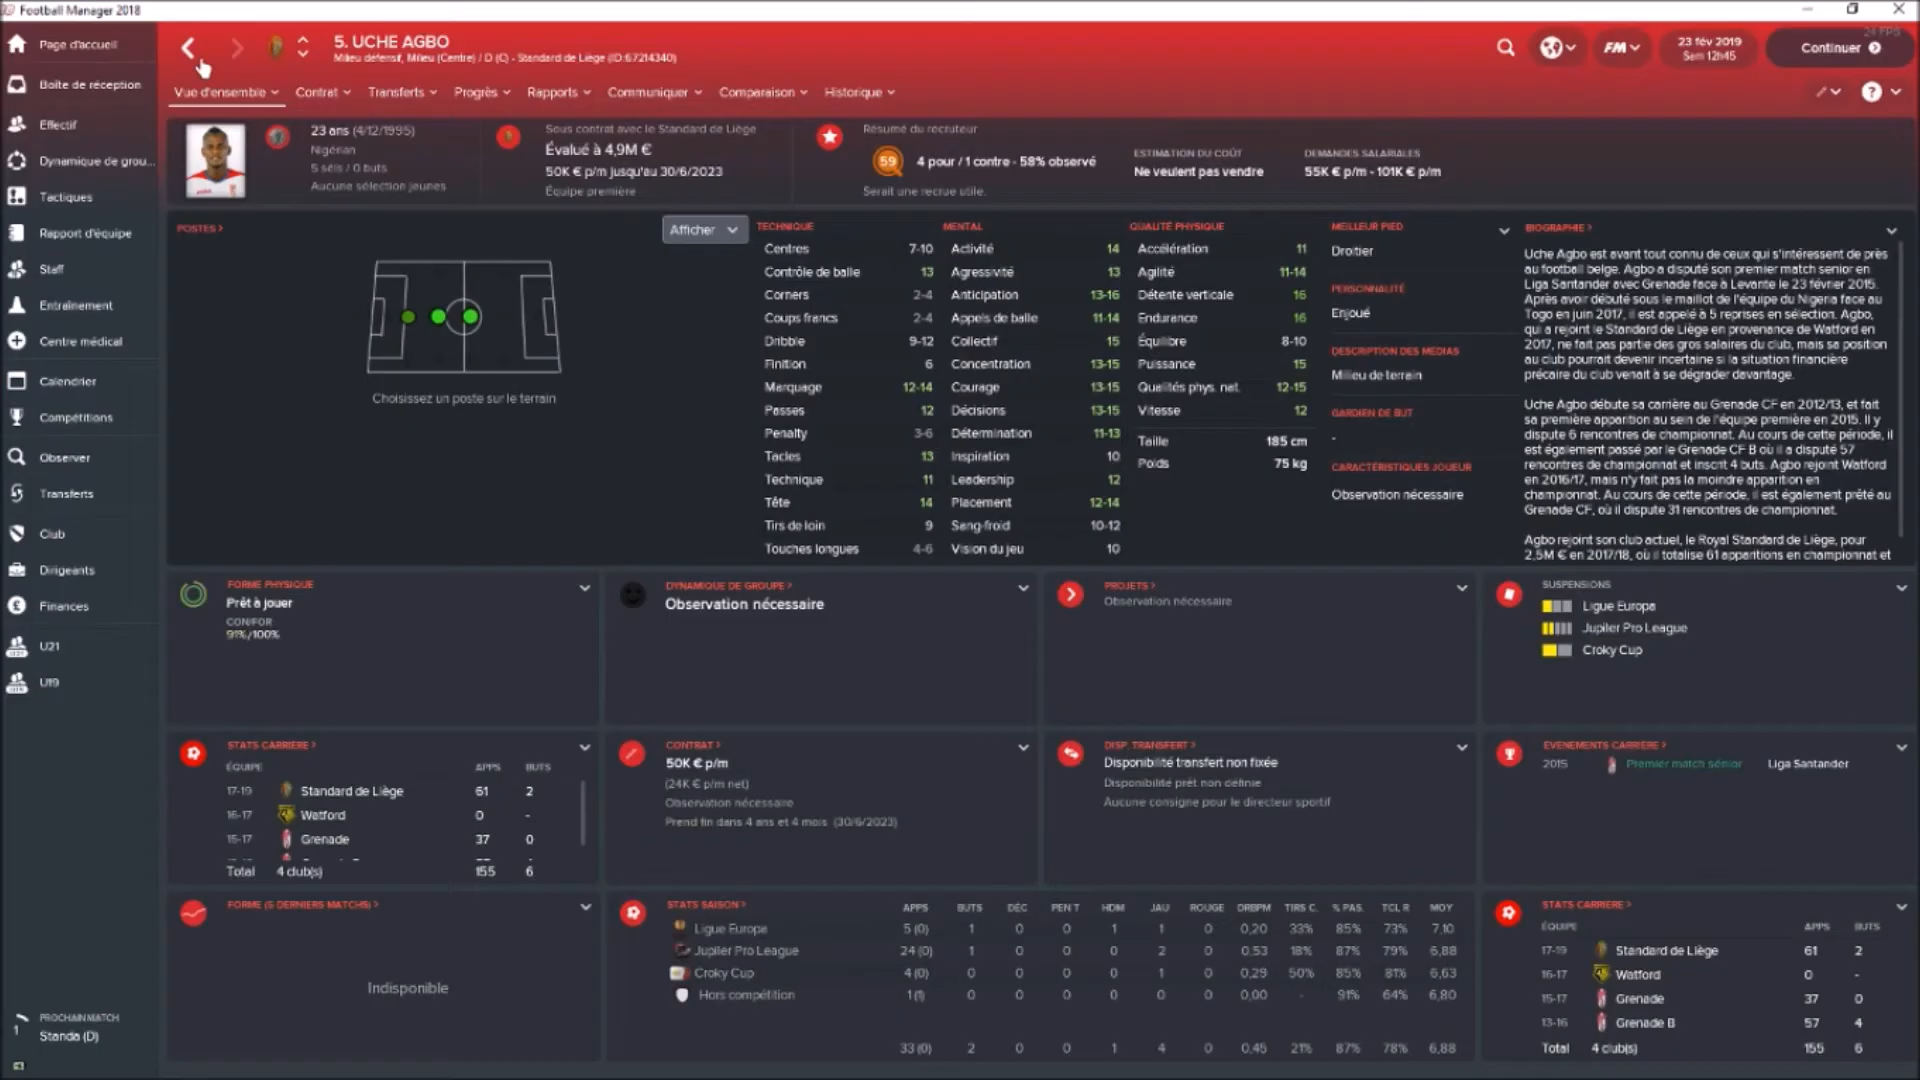 Football Manager 2018
24 FPS
Page d'accueil
Boîte de réception
Effectif
Dynamique de grou...
Tactiques
Rapport d'équipe
Staff
Entraînement
Centre médical
Calendrier
Compétitions
Observer
Transferts
Club
Dirigeants
Finances
U21
U19
PROCHAIN MATCH
1
Standa (D)
5. UCHE AGBO
Milieu défensif, Milieu (Centre) / D (C) - Standard de Liège (ID:67214340)
FM
23 fév 2019
Sam 12h45
Continuer
Vue d'ensemble Contrat Transferts Progrès Rapports Communiquer Comparaison Historique
?
23 ans (4/12/1995)
Nigérian
5 séls / 0 buts
Aucune sélection jeunes
Sous contrat avec le Standard de Liège
Évalué à 4,9M €
50K € p/m jusqu'au 30/6/2023
Équipe première
Résumé du recruteur
59
4 pour / 1 contre - 58% observé
Serait une recrue utile.
ESTIMATION DU COÛT
Ne veulent pas vendre
DEMANDES SALARIALES
55K € p/m - 101K € p/m
POSTES >
Afficher
Choisissez un poste sur le terrain
TECHNIQUE
Centres 7-10
Contrôle de balle 13
Corners 2-4
Coups francs 2-4
Dribble 9-12
Finition 6
Marquage 12-14
Passes 12
Penalty 3-6
Tacles 13
Technique 11
Tête 14
Tirs de loin 9
Touches longues 4-6
MENTAL
Activité 14
Agressivité 13
Anticipation 13-16
Appels de balle 11-14
Collectif 15
Concentration 13-15
Courage 13-15
Décisions 13-15
Détermination 11-13
Inspiration 10
Leadership 12
Placement 12-14
Sang-froid 10-12
Vision du jeu 10
QUALITÉ PHYSIQUE
Accélération 11
Agilité 11-14
Détente verticale 16
Endurance 16
Équilibre 8-10
Puissance 15
Qualités phys. nat. 12-15
Vitesse 12
Taille 185 cm
Poids 75 kg
MEILLEUR PIED
Droitier
PERSONNALITÉ
Enjoué
DESCRIPTION DES MÉDIAS
Milieu de terrain
GARDIEN DE BUT
-
CARACTÉRISTIQUES JOUEUR
Observation nécessaire
BIOGRAPHIE >
Uche Agbo est avant tout connu de ceux qui s'intéressent de près
au football belge. Agbo a disputé son premier match senior en
Liga Santander avec Grenade face à Levante le 23 février 2015.
Après avoir débuté sous le maillot de l'équipe du Nigeria face au
Togo en juin 2017, il est appelé à 5 reprises en sélection. Agbo,
qui a rejoint le Standard de Liège en provenance de Watford en
2017, ne fait pas partie des gros salaires du club, mais sa position
au club pourrait devenir incertaine si la situation financière
précaire du club venait à se dégrader davantage.
Uche Agbo débute sa carrière au Grenade CF en 2012/13, et fait
sa première apparition au sein de l'équipe première en 2015. Il y
dispute 6 rencontres de championnat. Au cours de cette période, il
est également passé par le Grenade CF B où il a disputé 57
rencontres de championnat et inscrit 4 buts. Agbo rejoint Watford
en 2016/17, mais n'y fait pas la moindre apparition en
championnat. Au cours de cette période, il est également prêté au
Grenade CF, où il dispute 31 rencontres de championnat.
Agbo rejoint son club actuel, le Royal Standard de Liège, pour
2,5M € en 2017/18, où il totalise 61 apparitions en championnat et
FORME PHYSIQUE
Prêt à jouer
CON/FOR
91%/100%
DYNAMIQUE DE GROUPE >
Observation nécessaire
PROJETS >
Observation nécessaire
SUSPENSIONS
Ligue Europa
Jupiler Pro League
Croky Cup
STATS CARRIÈRE >
ÉQUIPE APPS BUTS
17-19 Standard de Liège 61 2
16-17 Watford 0 -
15-17 Grenade 37 0
Total 4 club(s) 155 6
CONTRAT >
50K € p/m
(24K € p/m net)
Observation nécessaire
Prend fin dans 4 ans et 4 mois (30/6/2023)
DISP. TRANSFERT >
Disponibilité transfert non fixée
Disponibilité prêt non définie
Aucune consigne pour le directeur sportif
ÉVÉNEMENTS CARRIÈRE >
2015 Premier match sénior Liga Santander
FORME (5 DERNIERS MATCHS) >
Indisponible
STATS SAISON > APPS BUTS DÉC PEN T HDM JAU ROUGE DRBPM TIRS C. % PAS. TCL R MOY
Ligue Europa 5 (0) 1 0 0 1 1 0 0,20 33% 85% 73% 7,10
Jupiler Pro League 24 (0) 1 0 0 0 2 0 0,53 18% 87% 79% 6,88
Croky Cup 4 (0) 0 0 0 0 1 0 0,29 50% 85% 81% 6,63
Hors compétition 1 (1) 0 0 0 0 0 0 0,00 - 91% 64% 6,80
33 (0) 2 0 0 1 4 0 0,45 21% 87% 78% 6,88
STATS CARRIÈRE >
ÉQUIPE APPS BUTS
17-19 Standard de Liège 61 2
16-17 Watford 0 -
15-17 Grenade 37 0
13-16 Grenade B 57 4
Total 4 club(s) 155 6